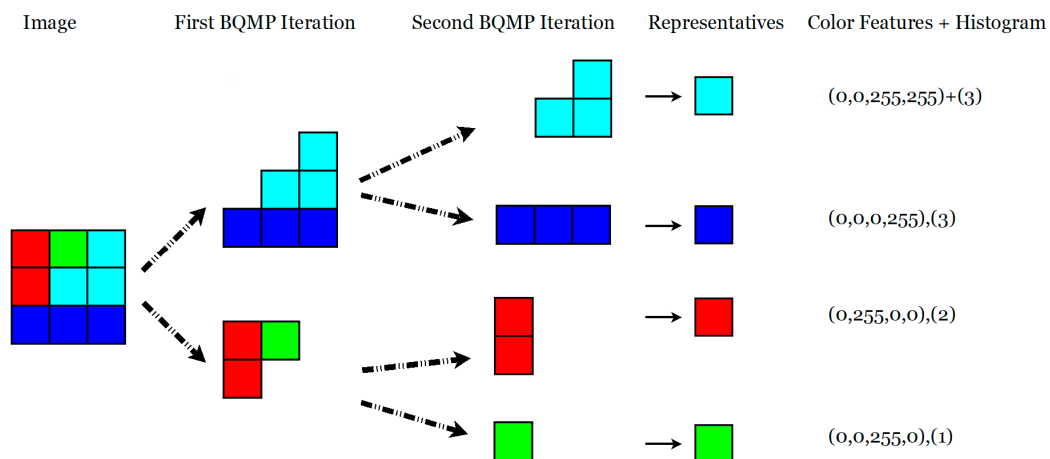 Image First BQMP Iteration Second BQMP Iteration Representatives Color Features + Histogram
(0,0,255,255)+(3)
(0,0,0,255),(3)
(0,255,0,0),(2)
(0,0,255,0),(1)